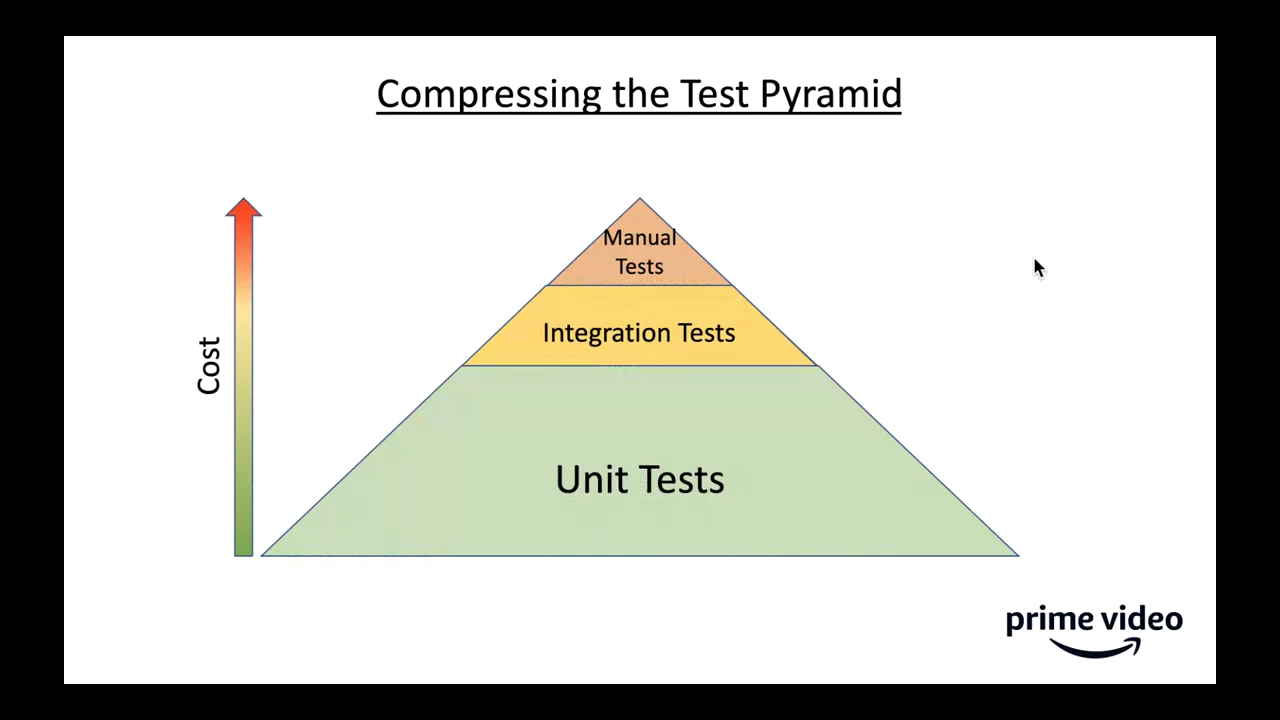 Compressing the Test Pyramid
Manual
Tests
Integration Tests
Cost
Unit Tests
prime video